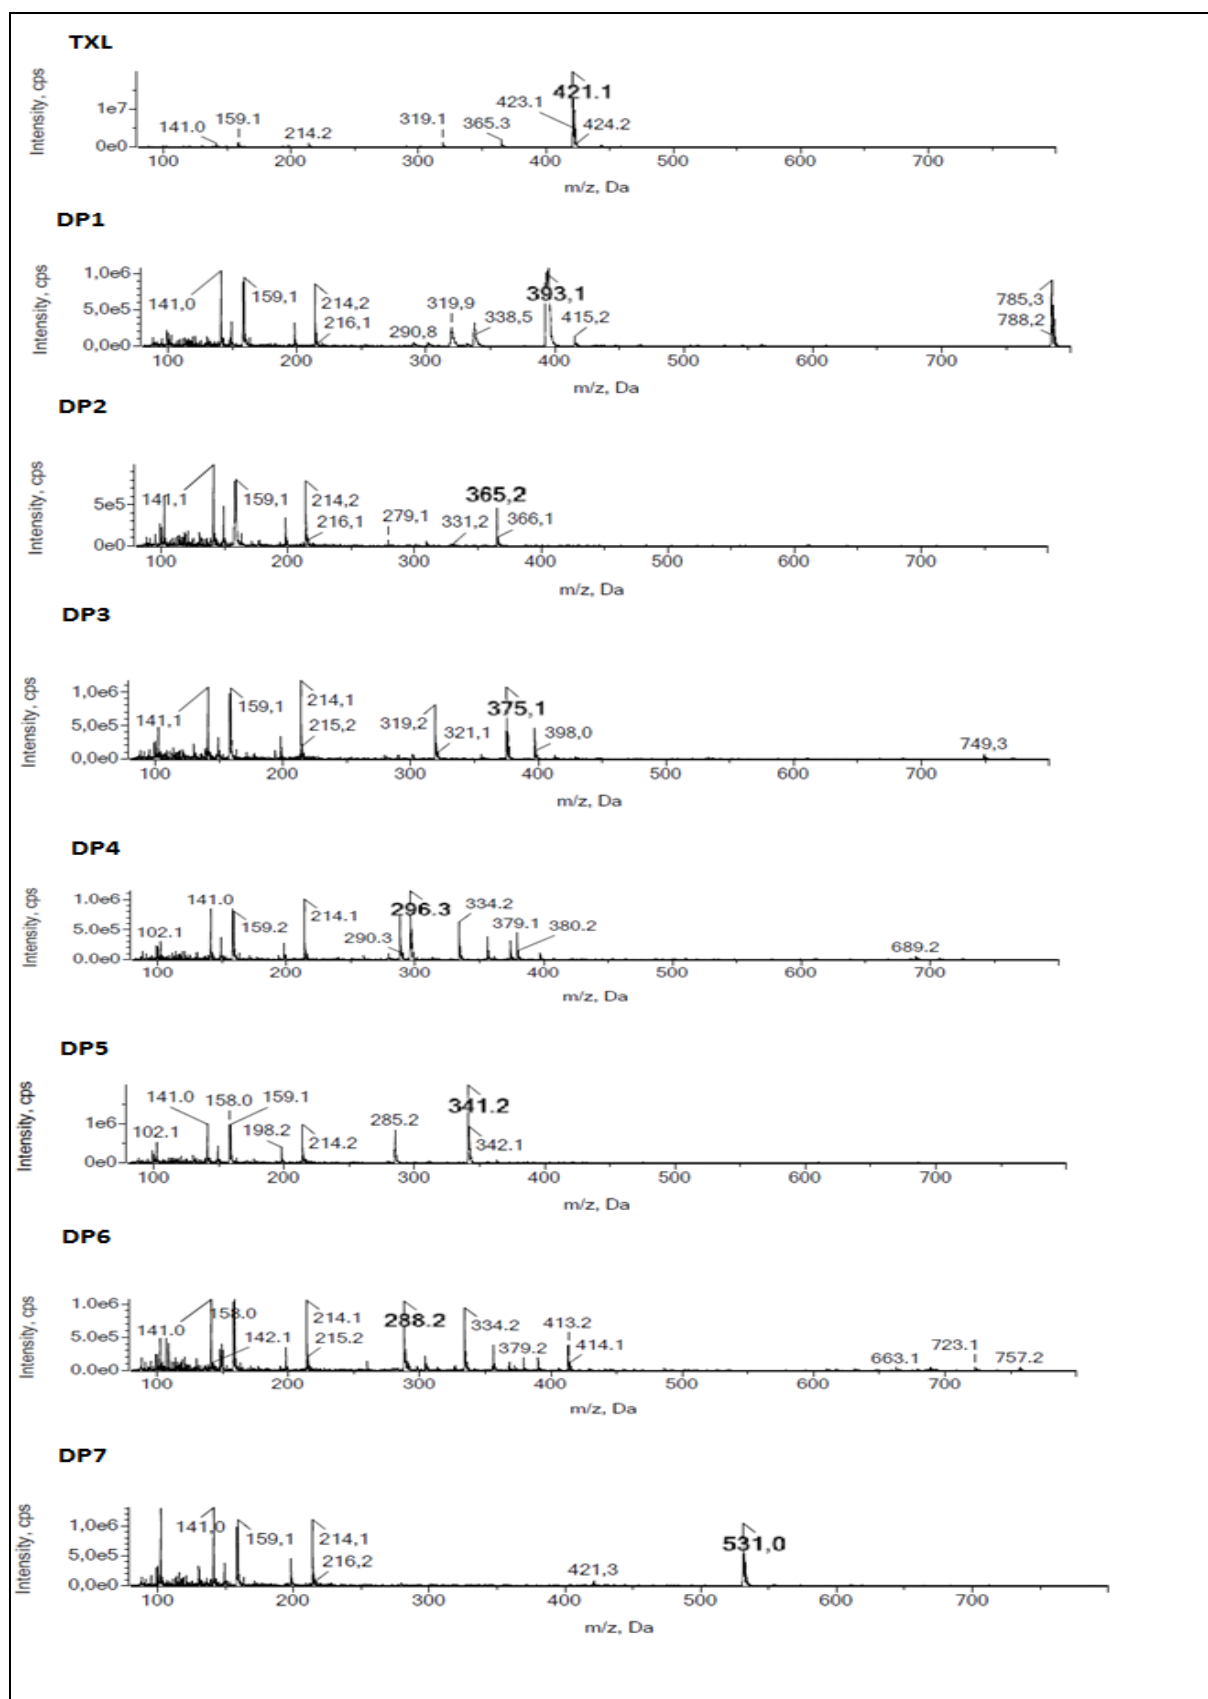 TXL
Intensity, cps
1e7
0e0
141.0
159.1
214.2
319.1
365.3
423.1
421.1
424.2
100 200 300 400 500 600 700
m/z, Da
DP1
Intensity, cps
1,0e6
5,0e5
0,0e0
141,0
159,1
214,2
216,1
290,8
319,9
338,5
393,1
415,2
785,3
788,2
100 200 300 400 500 600 700
m/z, Da
DP2
Intensity, cps
5e5
0e0
141,1
159,1
214,2
216,1
279,1
331,2
365,2
366,1
100 200 300 400 500 600 700
m/z, Da
DP3
Intensity, cps
1,0e6
5,0e5
0,0e0
141,1
159,1
214,1
215,2
319,2
321,1
375,1
398,0
749,3
100 200 300 400 500 600 700
m/z, Da
DP4
Intensity, cps
1.0e6
5.0e5
0.0e0
102.1
141.0
159.2
214.1
290.3
296.3
334.2
379.1
380.2
689.2
100 200 300 400 500 600 700
m/z, Da
DP5
Intensity, cps
1e6
0e0
102.1
141.0
158.0
159.1
198.2
214.2
285.2
341.2
342.1
100 200 300 400 500 600 700
m/z, Da
DP6
Intensity, cps
1.0e6
5.0e5
0.0e0
141.0
158.0
142.1
214.1
215.2
288.2
334.2
379.2
413.2
414.1
663.1
723.1
757.2
100 200 300 400 500 600 700
m/z, Da
DP7
Intensity, cps
1,0e6
5,0e5
0,0e0
141,0
159,1
214,1
216,2
421,3
531,0
100 200 300 400 500 600 700
m/z, Da